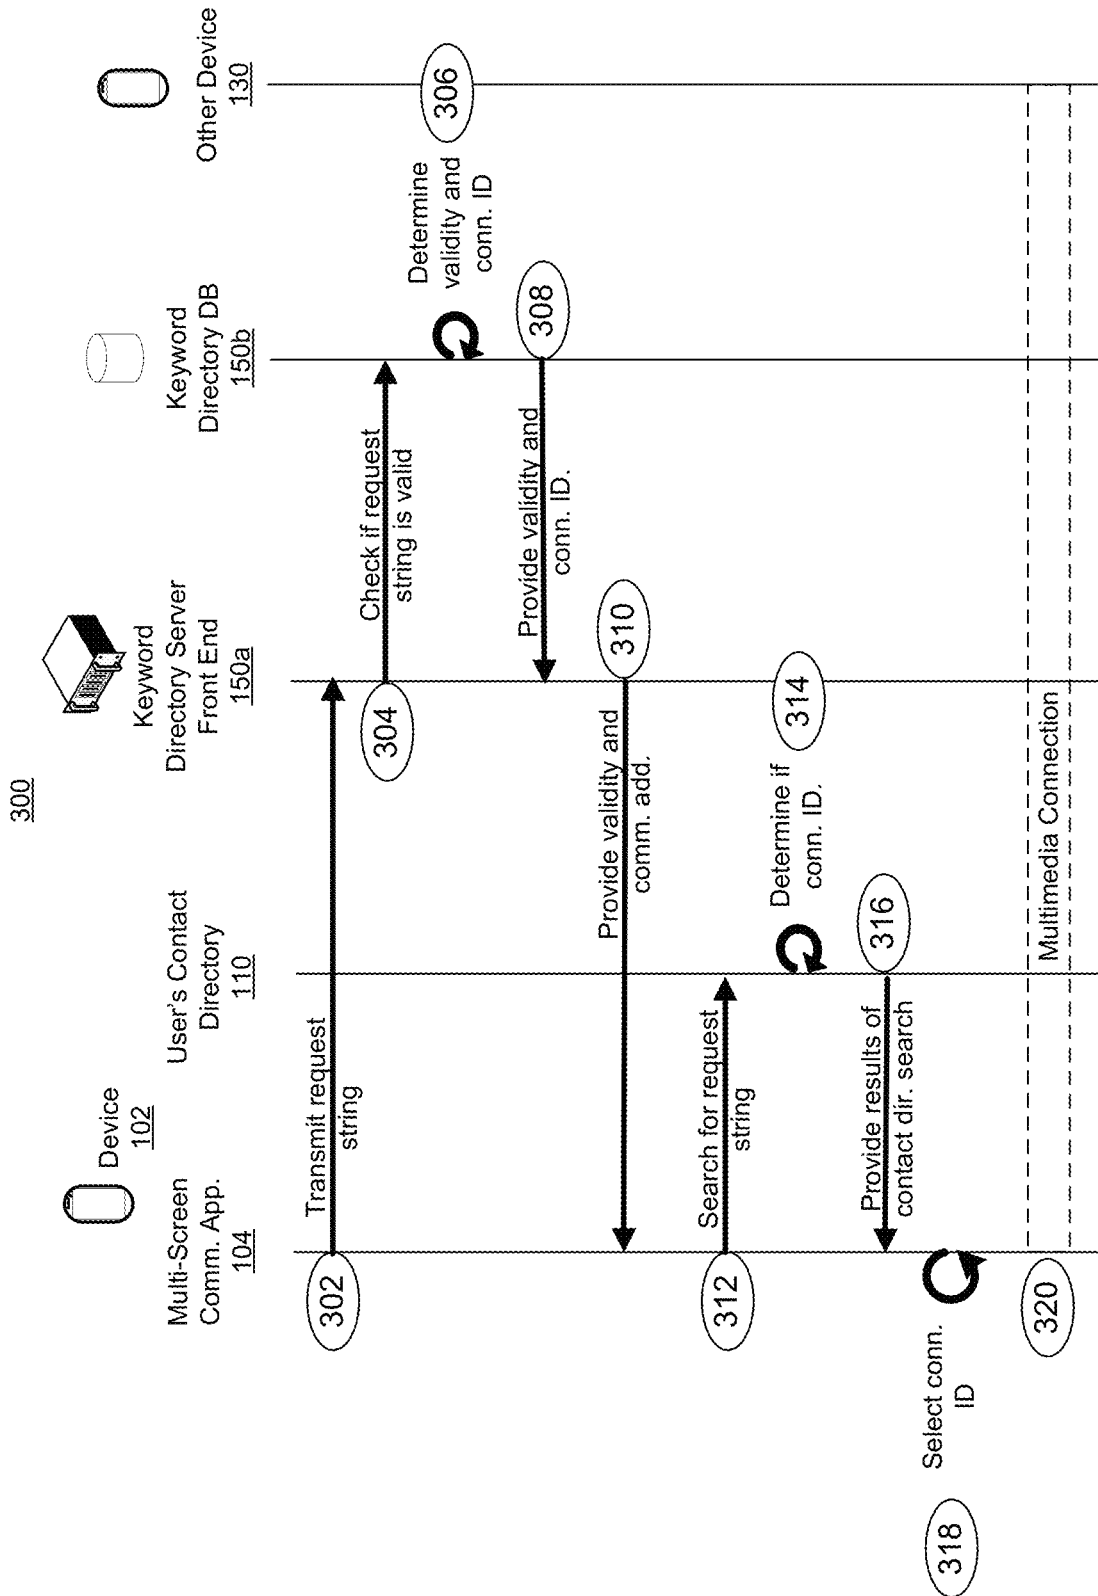 300
Device
102
Multi-Screen
Comm. App.
104
User's Contact
Directory
110
Keyword
Directory Server
Front End
150a
Keyword
Directory DB
150b
Other Device
130
302
Transmit request
string
304
Check if request
string is valid
Determine
validity and
conn. ID
306
308
Provide validity and
conn. ID.
310
Provide validity and
comm. add.
312
Search for request
string
Determine if
conn. ID.
314
316
Provide results of
contact dir. search
318
Select conn.
ID
320
Multimedia Connection